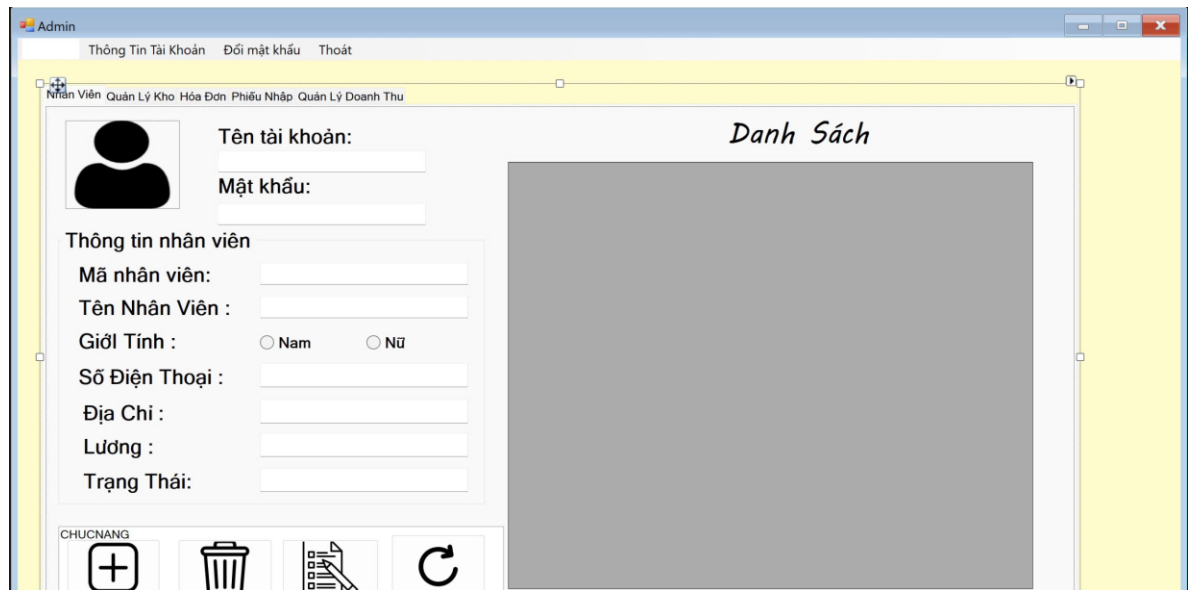 Admin
Thông Tin Tài Khoản Đổi mật khẩu Thoát
Nhân Viên Quản Lý Kho Hóa Đơn Phiếu Nhập Quản Lý Doanh Thu
Tên tài khoản:
Mật khẩu:
Thông tin nhân viên
Mã nhân viên:
Tên Nhân Viên :
GiớI Tính :
Nam Nữ
Số Điện Thoại :
Địa Chỉ :
Lương :
Trạng Thái:
CHUCNANG
Danh Sách